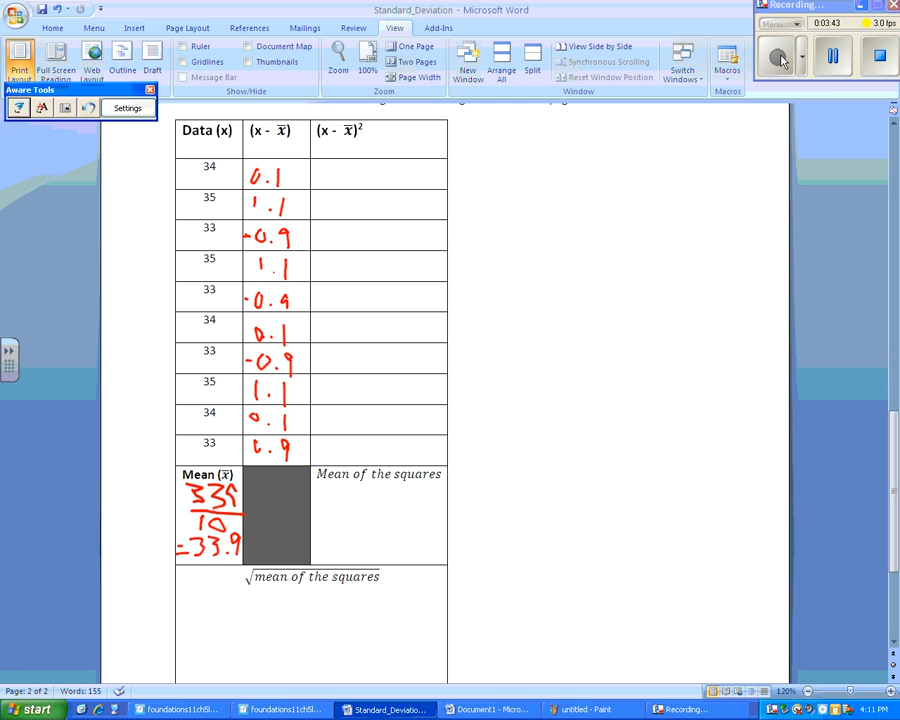 Standard_Deviation - Microsoft Word
Recording...
Home Insert Page Layout References Mailings Review View Add-Ins
Menu 0:03:43 3.0 fps
Ruler Document Map One Page View Side by Side
Gridlines Thumbnails Two Pages Synchronous Scrolling
Message Bar Page Width Reset Window Position
Print Layout Full Screen Reading Web Layout Outline Draft Zoom 100% New Window Arrange All Split Switch Windows Macros
Show/Hide Zoom Window Macros
Aware Tools
Settings
Data (x) (x - x̅) (x - x̅)²
34 0.1
35 1.1
33 -0.9
35 1.1
33 -0.9
34 0.1
33 -0.9
35 1.1
34 0.1
33 0.9
Mean (x̅) Mean of the squares
339
10
=33.9
√mean of the squares
Page: 2 of 2 Words: 155 120%
start foundations11ch5l... foundations11ch5l... Standard_Deviatio... Document1 - Micro... untitled - Paint Recording... 4:11 PM